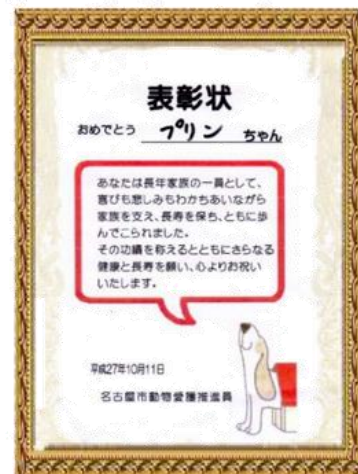 表彰状
おめでとう プリン ちゃん
あなたは長年家族の一員として、
喜びも悲しみもわかちあいながら
家族を支え、長寿を保ち、ともに歩
んでこられました。
その功績を称えるとともにさらなる
健康と長寿を願い、心よりお祝い
いたします。
平成27年10月11日
名古屋市動物愛護推進員